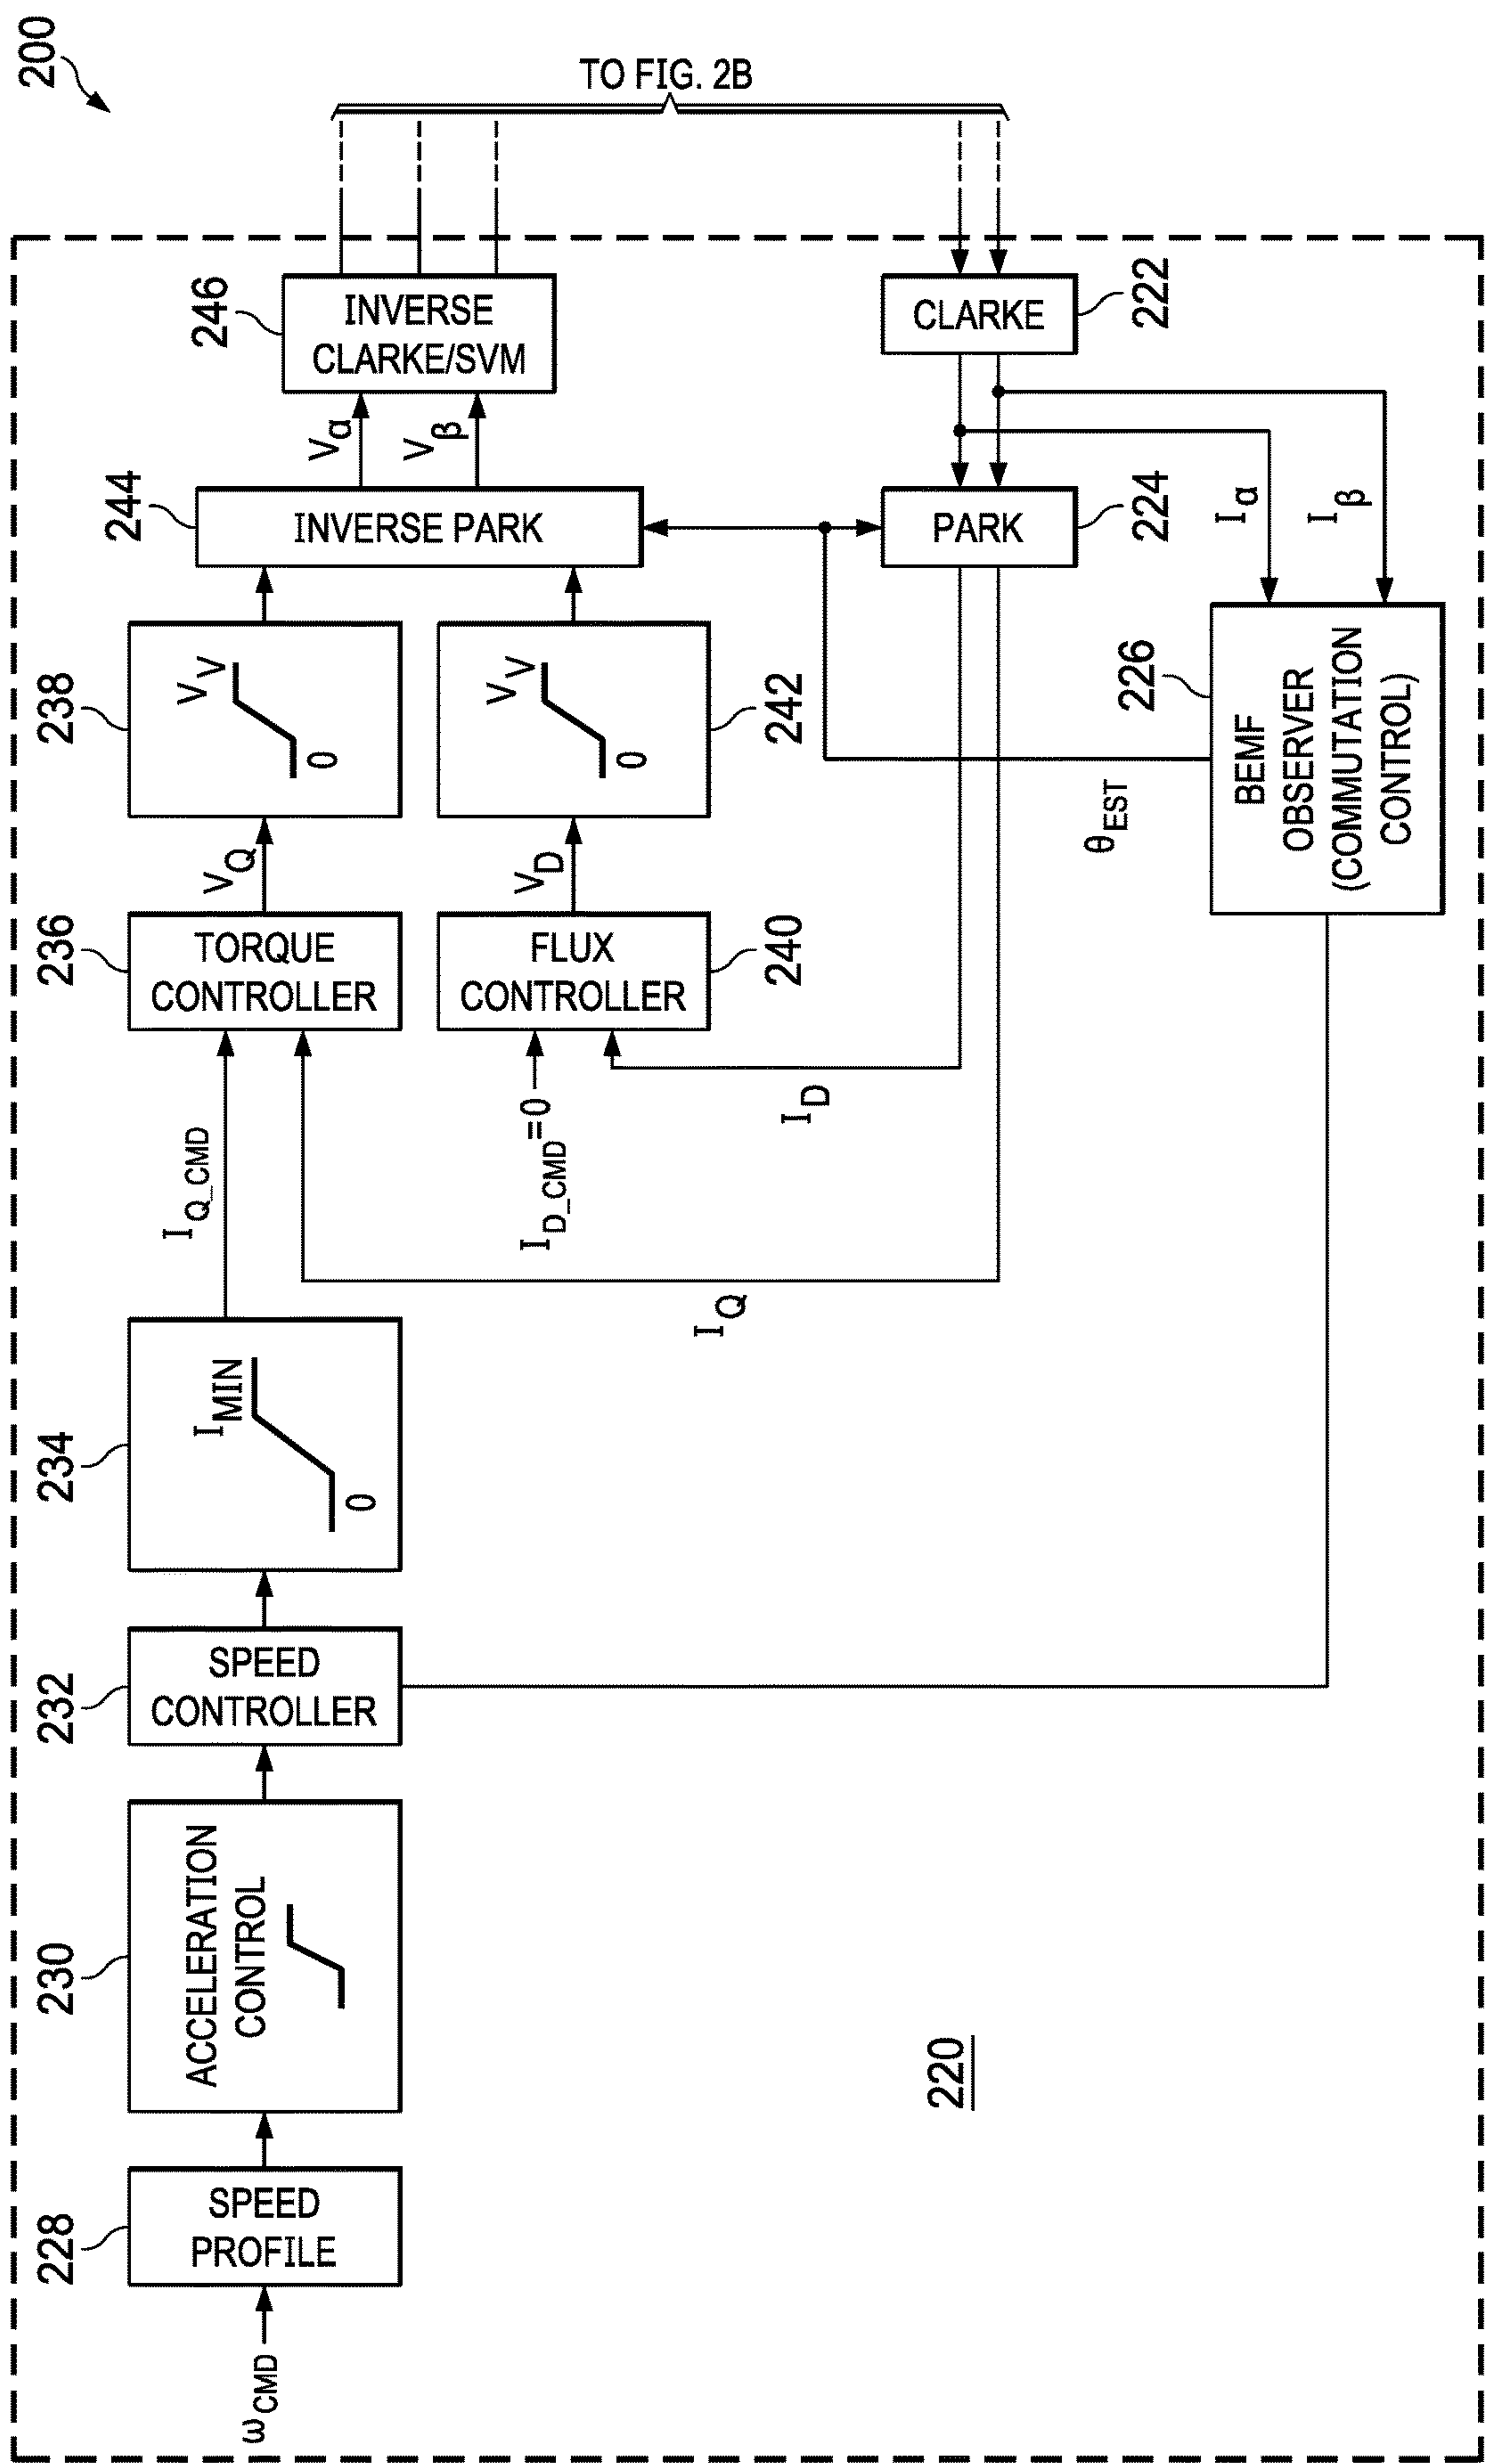 200
TO FIG. 2B
246
INVERSE
CLARKE/SVM
CLARKE
222
Vα
Vβ
244
INVERSE PARK
PARK
224
Iα
Iβ
238
VV
0
VV
0
242
226
BEMF
OBSERVER
(COMMUTATION
CONTROL)
θEST
VQ
VD
236
TORQUE
CONTROLLER
FLUX
CONTROLLER
240
IQ_CMD
ID_CMD=0
ID
IQ
234
IMIN
0
232
SPEED
CONTROLLER
230
ACCELERATION
CONTROL
220
228
SPEED
PROFILE
ωCMD